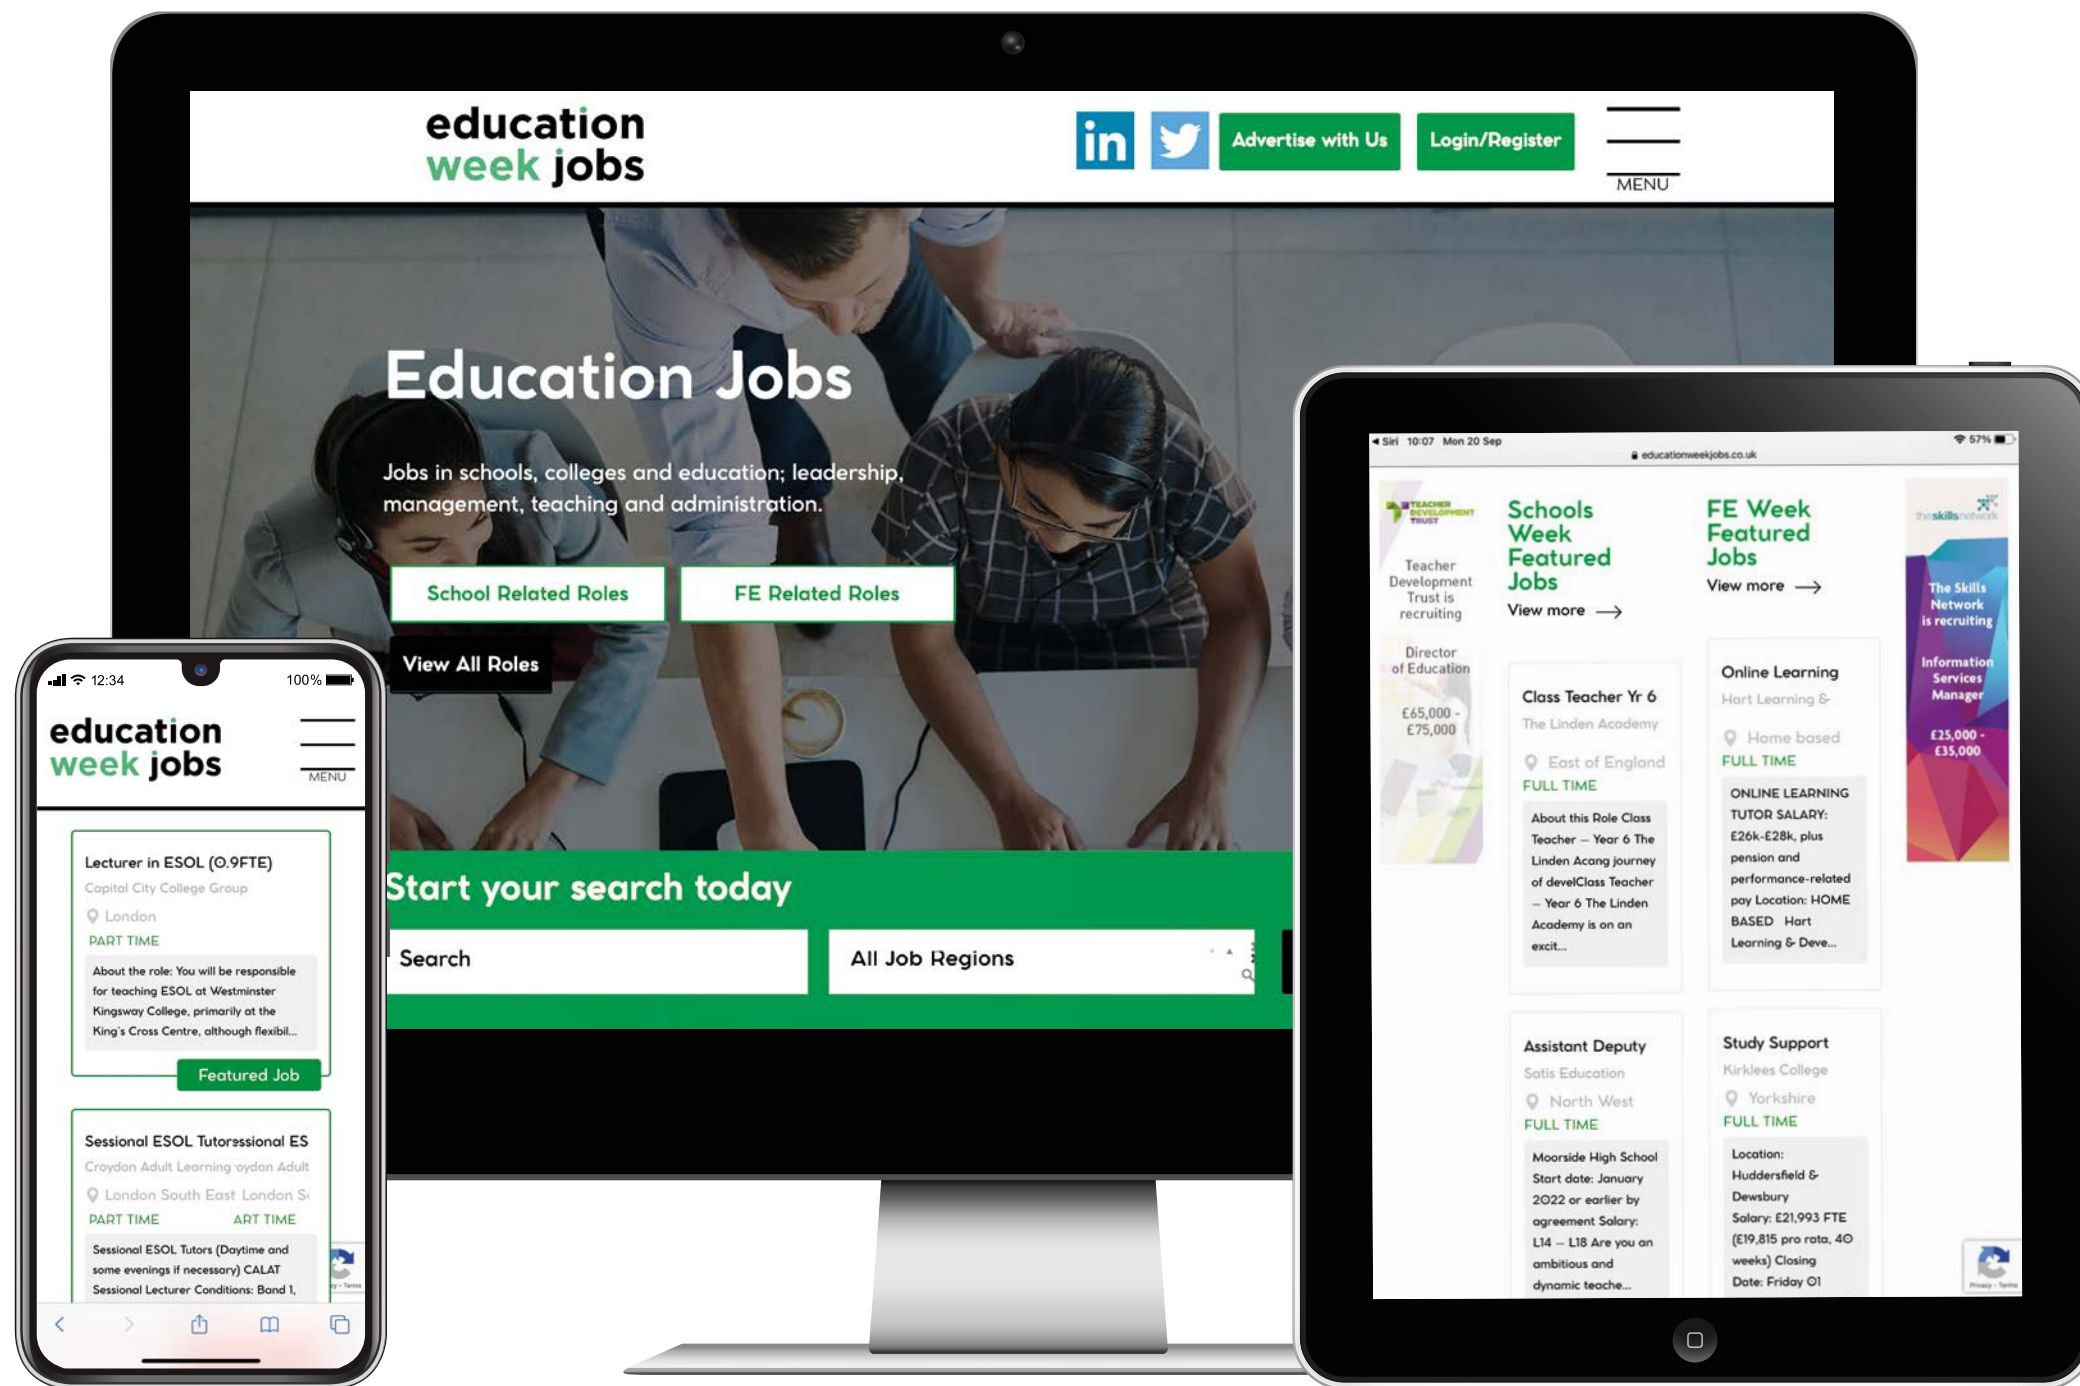 education
week jobs
in
Advertise with Us
Login/Register
MENU
Education Jobs
Jobs in schools, colleges and education; leadership,
management, teaching and administration.
School Related Roles
FE Related Roles
View All Roles
Start your search today
Search
All Job Regions
12:34
100%
education
week jobs
MENU
Lecturer in ESOL (0.9FTE)
Capital City College Group
London
PART TIME
About the role: You will be responsible
for teaching ESOL at Westminster
Kingsway College, primarily at the
King's Cross Centre, although flexibil...
Featured Job
Sessional ESOL Tutorsssional ES
Croydon Adult Learning oydon Adult
London South East London S
PART TIME
ART TIME
Sessional ESOL Tutors (Daytime and
some evenings if necessary) CALAT
Sessional Lecturer Conditions: Band 1,
cy - Terms
Siri 10:07 Mon 20 Sep
57%
educationweekjobs.co.uk
TEACHER
DEVELOPMENT
TRUST
Teacher
Development
Trust is
recruiting
Director
of Education
£65,000 -
£75,000
Schools
Week
Featured
Jobs
View more
Class Teacher Yr 6
The Linden Academy
East of England
FULL TIME
About this Role Class
Teacher – Year 6 The
Linden Acang journey
of develClass Teacher
– Year 6 The Linden
Academy is on an
excit...
Assistant Deputy
Satis Education
North West
FULL TIME
Moorside High School
Start date: January
2022 or earlier by
agreement Salary:
L14 – L18 Are you an
ambitious and
dynamic teache...
FE Week
Featured
Jobs
View more
Online Learning
Hart Learning &
Home based
FULL TIME
ONLINE LEARNING
TUTOR SALARY:
£26k-£28k, plus
pension and
performance-related
pay Location: HOME
BASED Hart
Learning & Deve...
Study Support
Kirklees College
Yorkshire
FULL TIME
Location:
Huddersfield &
Dewsbury
Salary: £21,993 FTE
(£19,815 pro rata, 40
weeks) Closing
Date: Friday 01
theskillsnetwork
The Skills
Network
is recruiting
Information
Services
Manager
£25,000 -
£35,000
Privacy - Terms